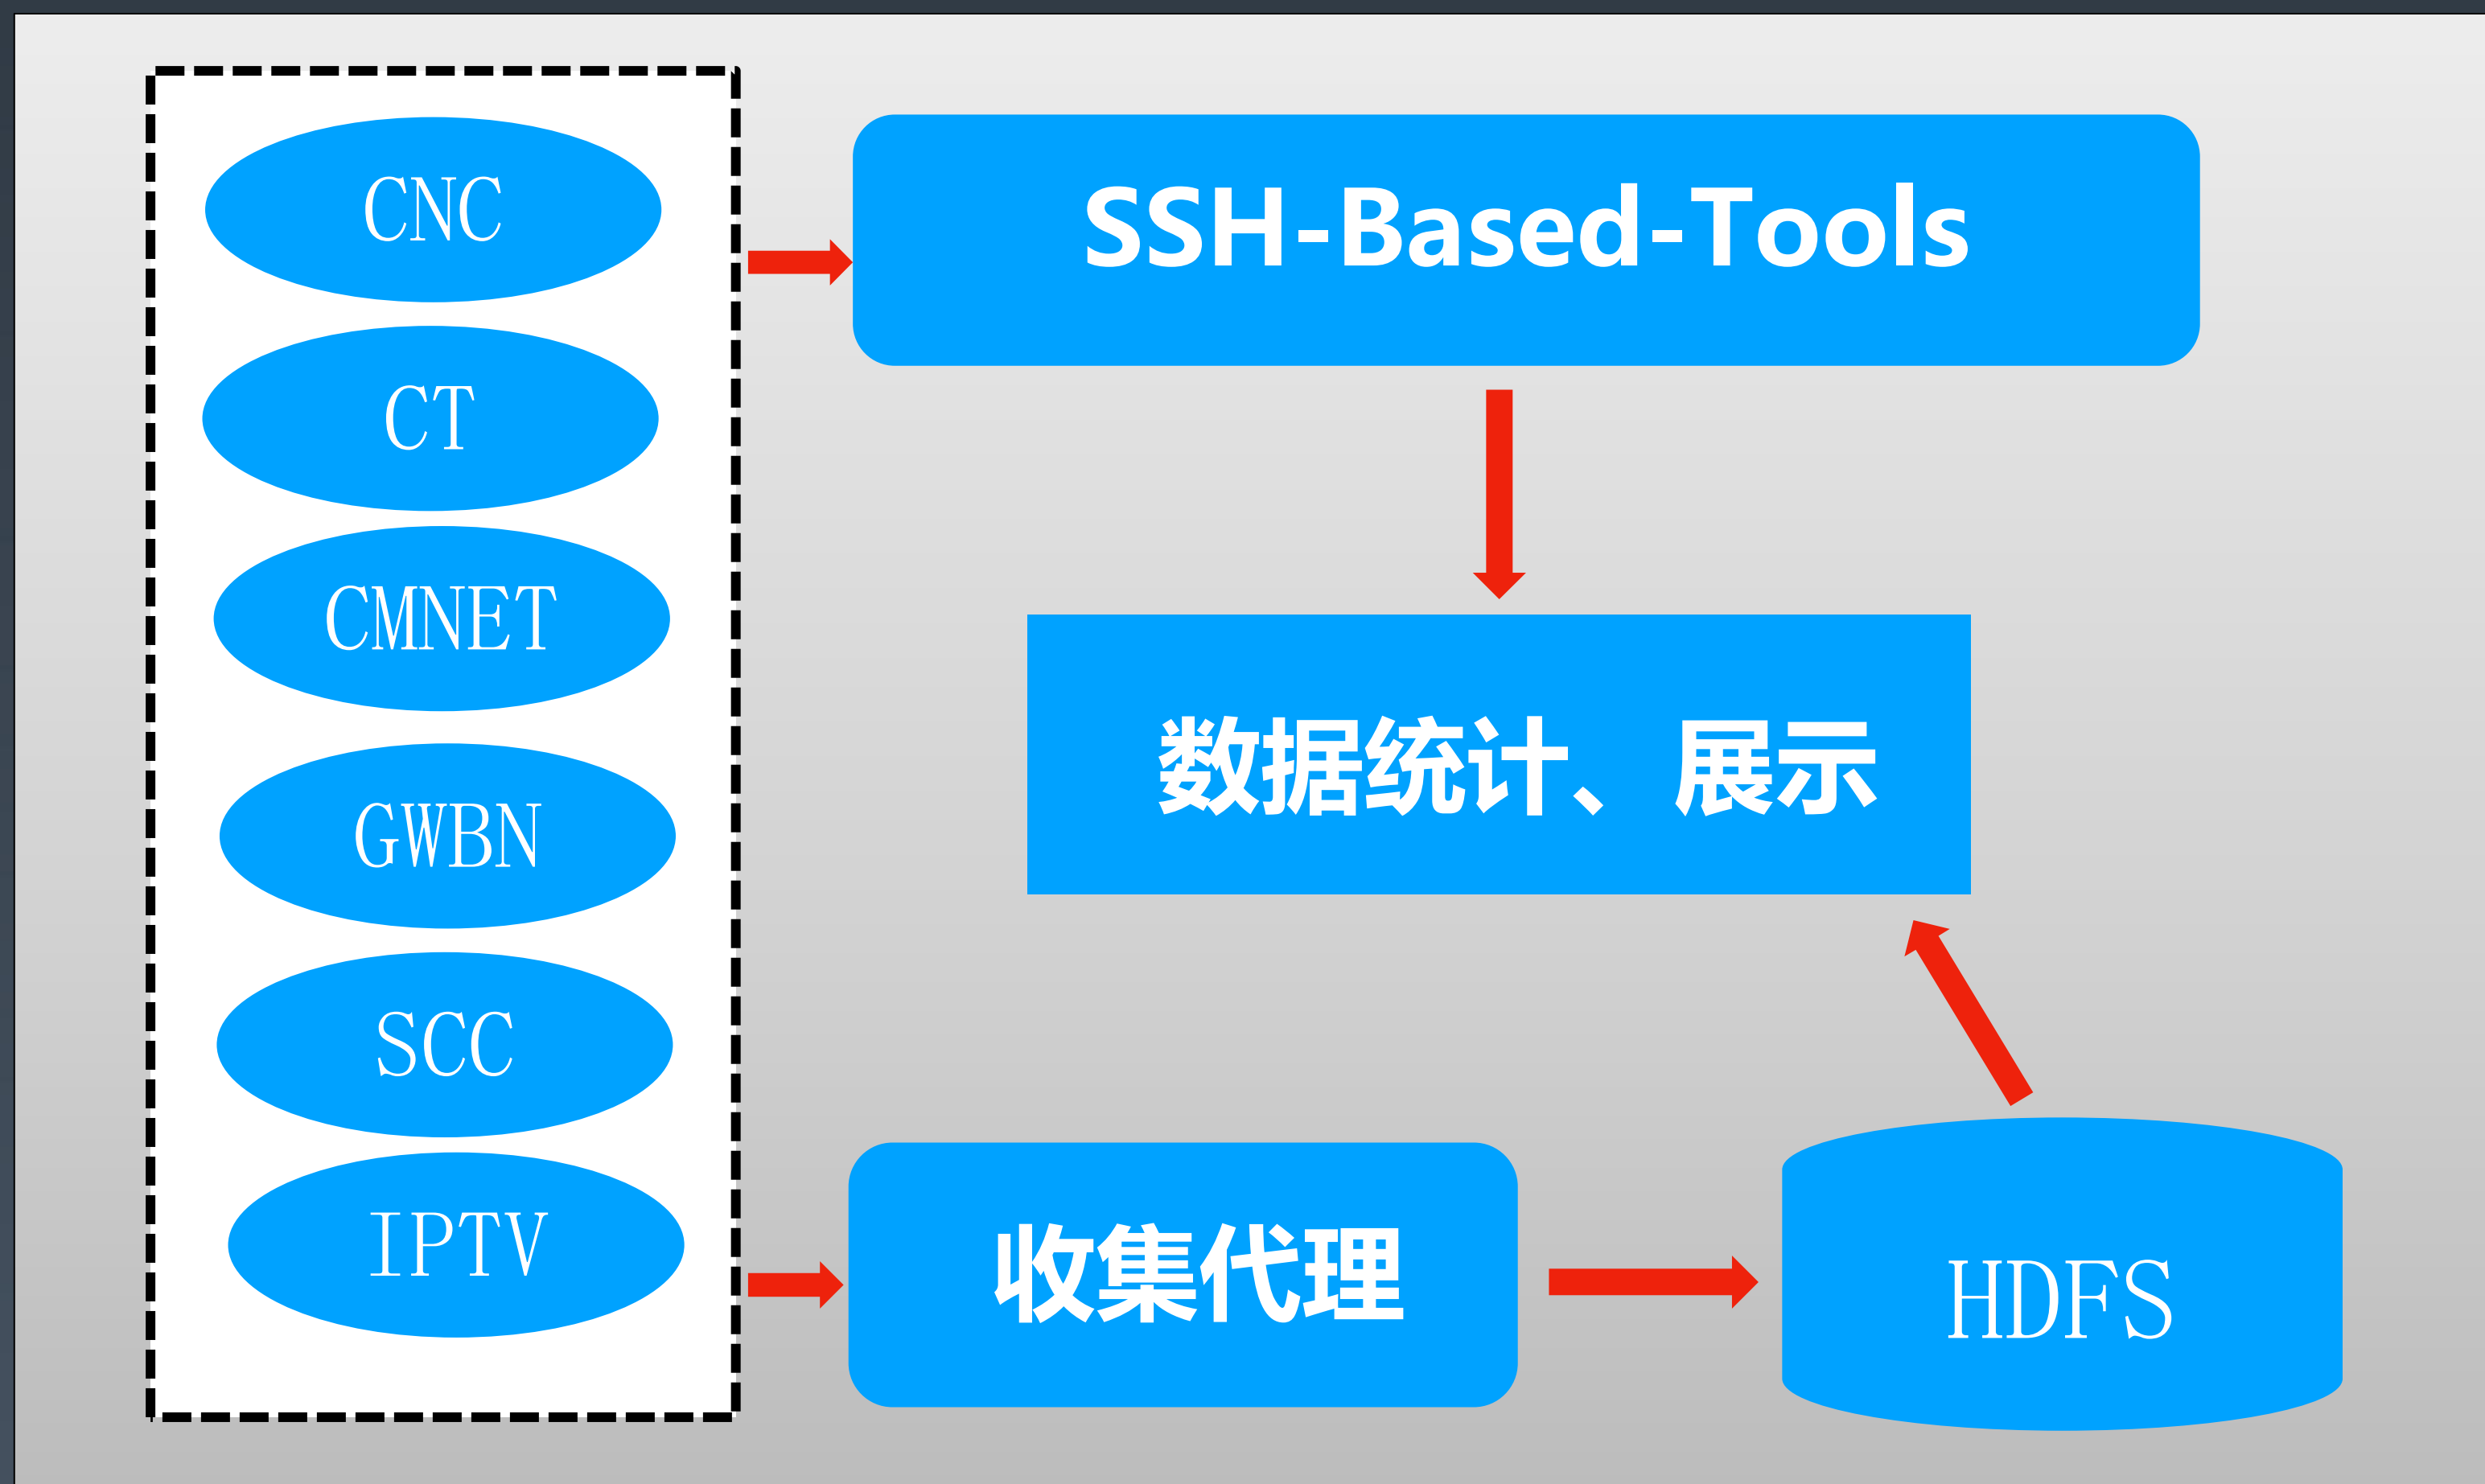 CNC
CT
CMNET
GWBN
SCC
IPTV
SSH-Based-Tools
数据统计、 展示
收集代理
HDFS